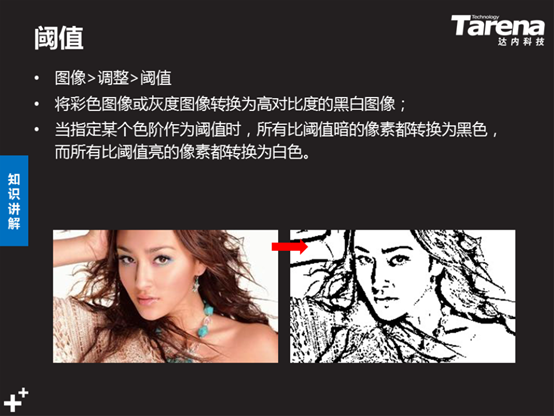 阈值
Technology
Tarena
达内科技
• 图像>调整>阈值
• 将彩色图像或灰度图像转换为高对比度的黑白图像；
• 当指定某个色阶作为阈值时，所有比阈值暗的像素都转换为黑色，
而所有比阈值亮的像素都转换为白色。
知识讲解